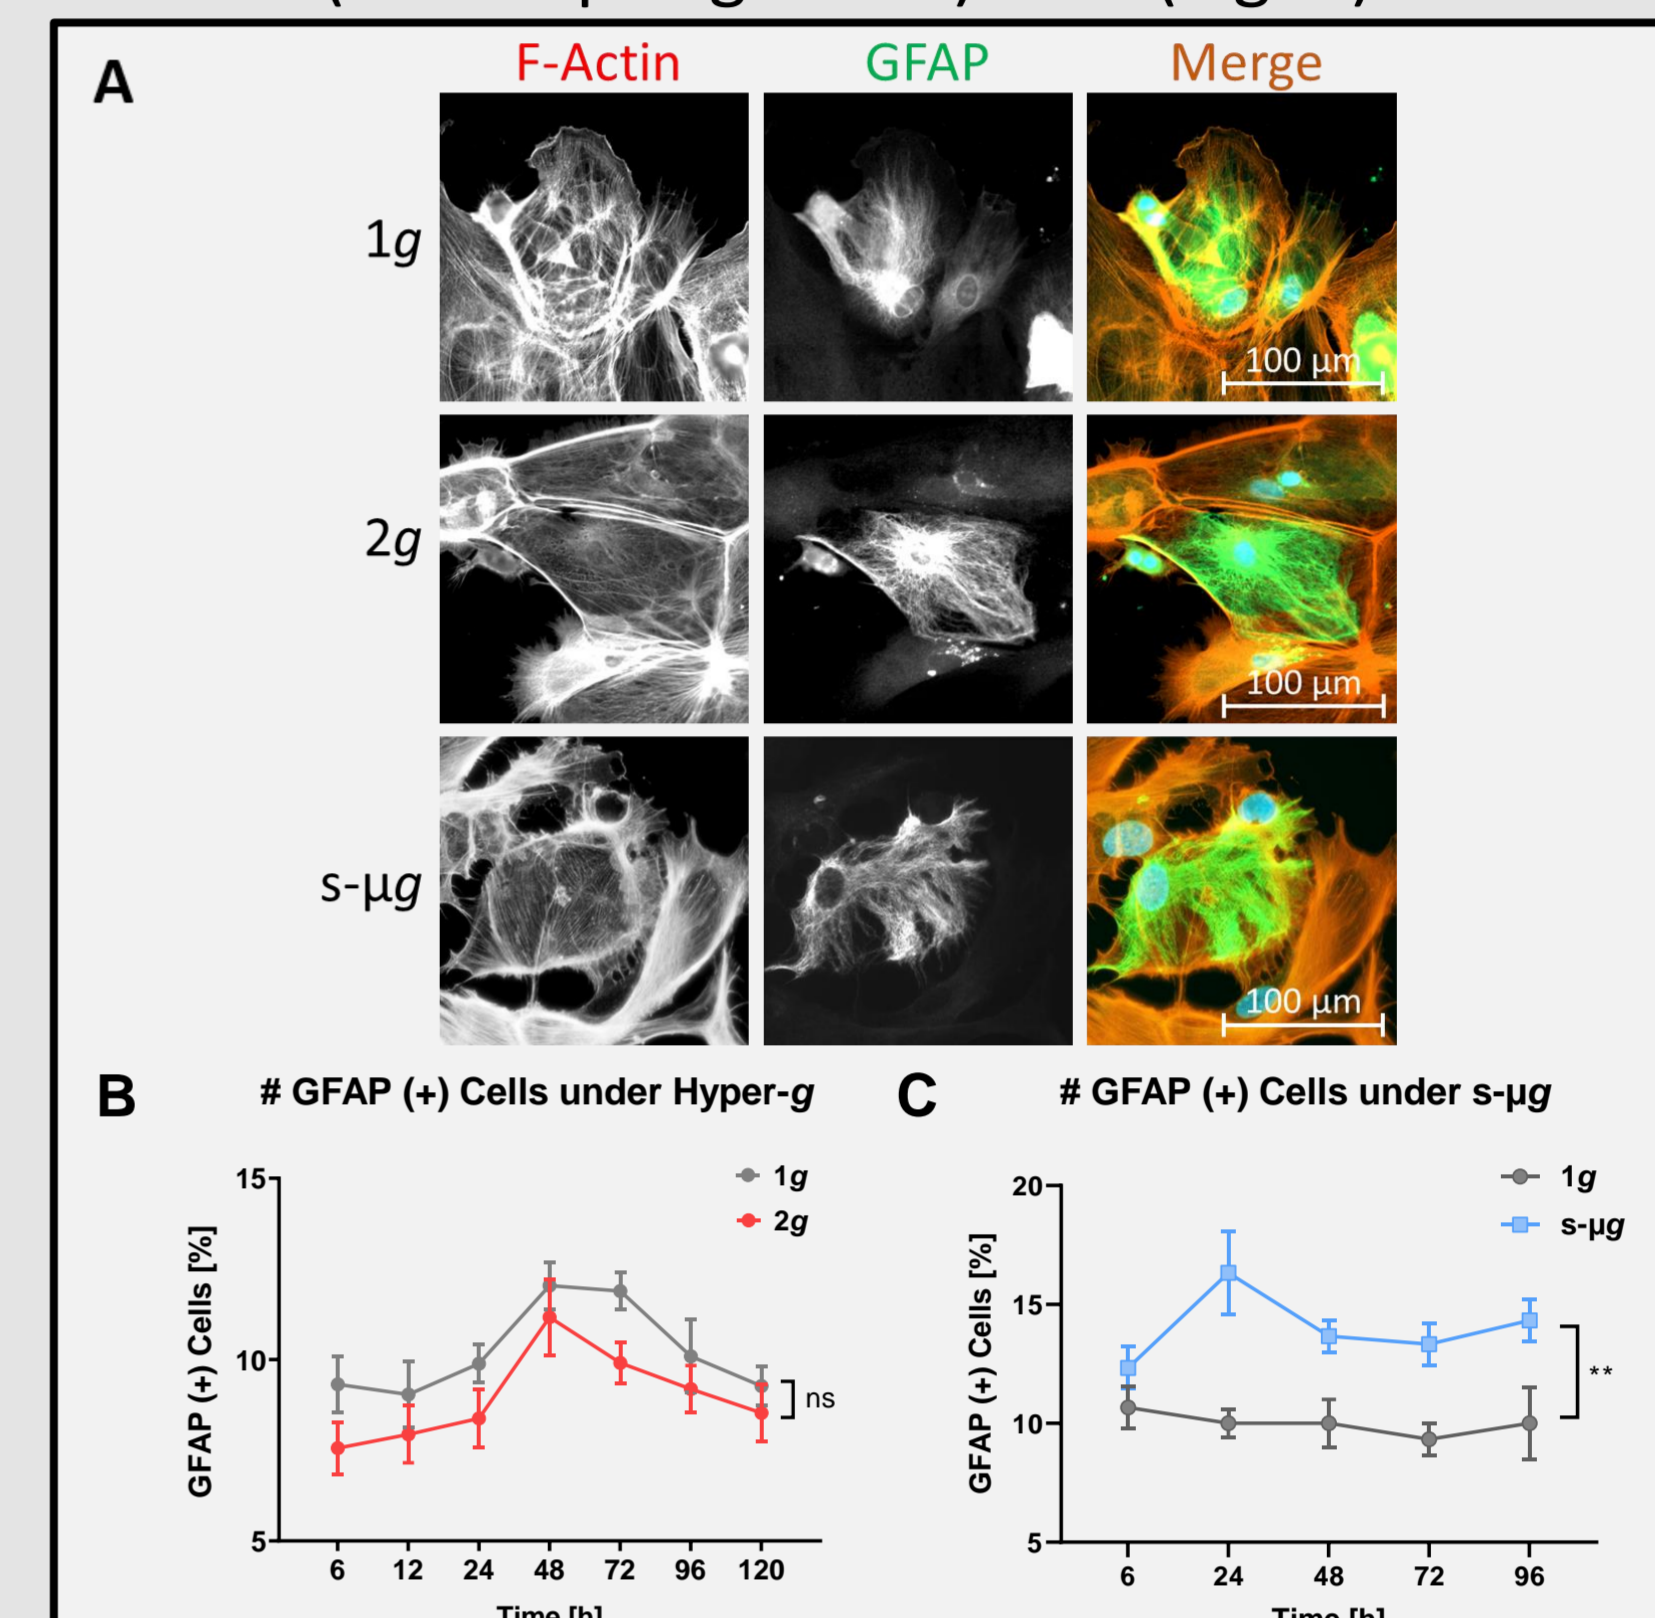 A
F-Actin GFAP Merge
1g
100 µm
2g
100 µm
s-µg
100 µm
B # GFAP (+) Cells under Hyper-g
15
10
5
GFAP (+) Cells [%]
1g
2g
ns
6 12 24 48 72 96 120
Time [h]
C # GFAP (+) Cells under s-µg
20
15
10
5
GFAP (+) Cells [%]
1g
s-µg
**
6 24 48 72 96
Time [h]